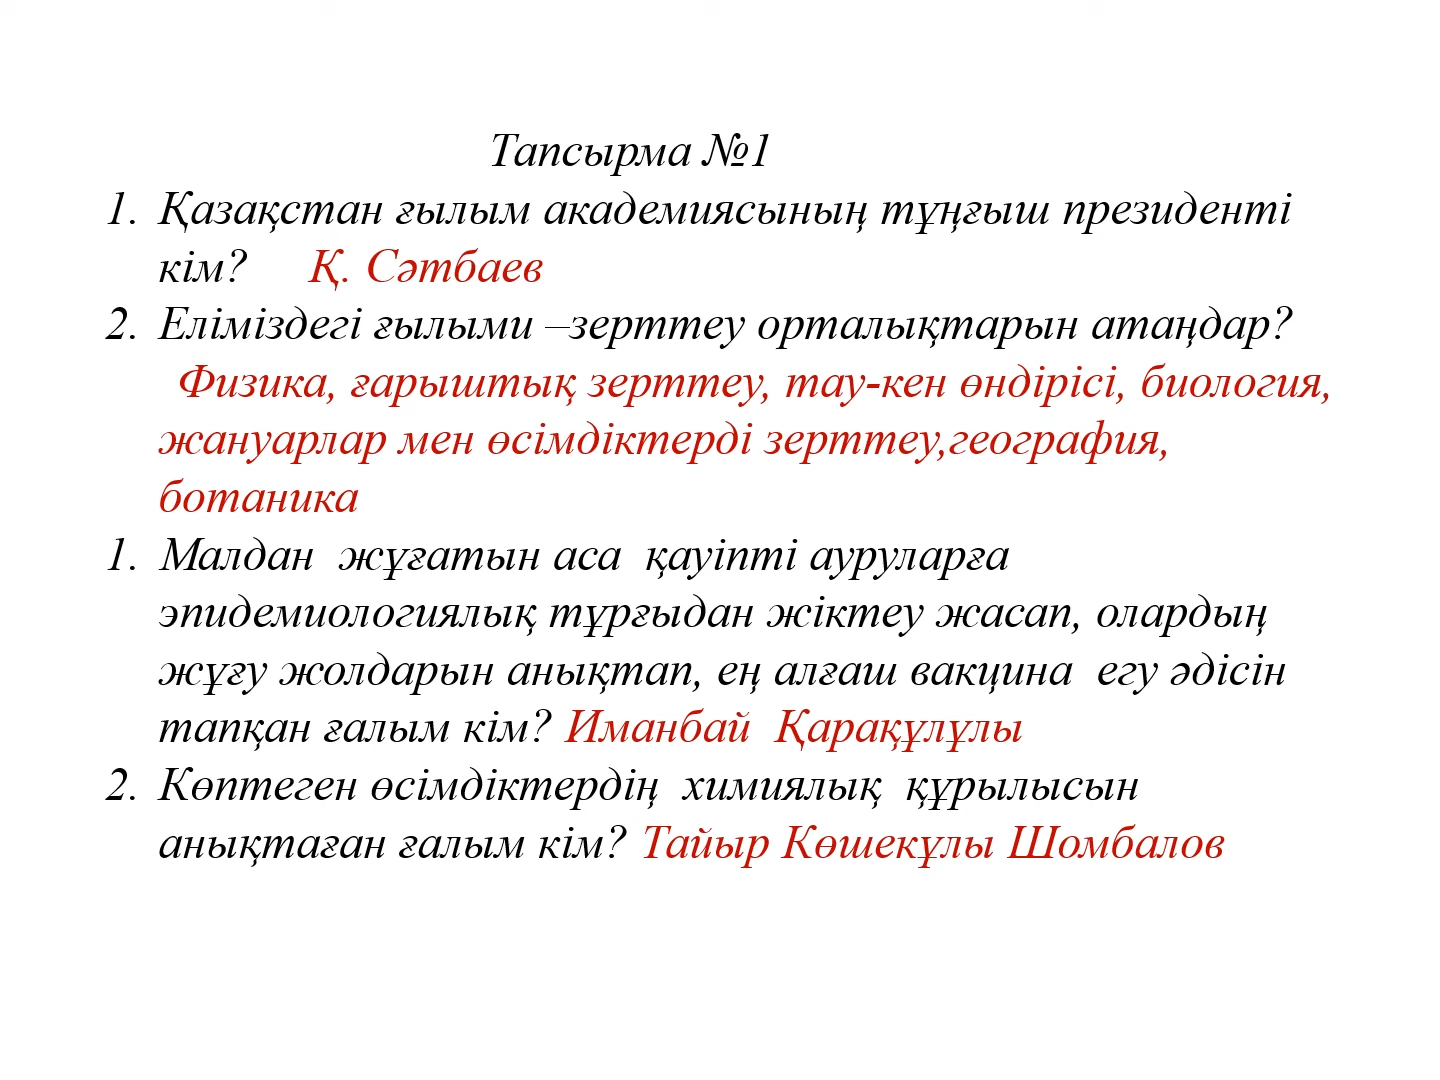 Тапсырма №1
1. Қазақстан ғылым академиясының тұңғыш президенті
кім? Қ. Сәтбаев
2. Еліміздегі ғылыми –зерттеу орталықтарын атаңдар?
Физика, ғарыштық зерттеу, тау-кен өндірісі, биология,
жануарлар мен өсімдіктерді зерттеу,география,
ботаника
1. Малдан жұғатын аса қауіпті ауруларға
эпидемиологиялық тұрғыдан жіктеу жасап, олардың
жұғу жолдарын анықтап, ең алғаш вакцина егу әдісін
тапқан ғалым кім? Иманбай Қарақұлұлы
2. Көптеген өсімдіктердің химиялық құрылысын
анықтаған ғалым кім? Тайыр Көшекұлы Шомбалов